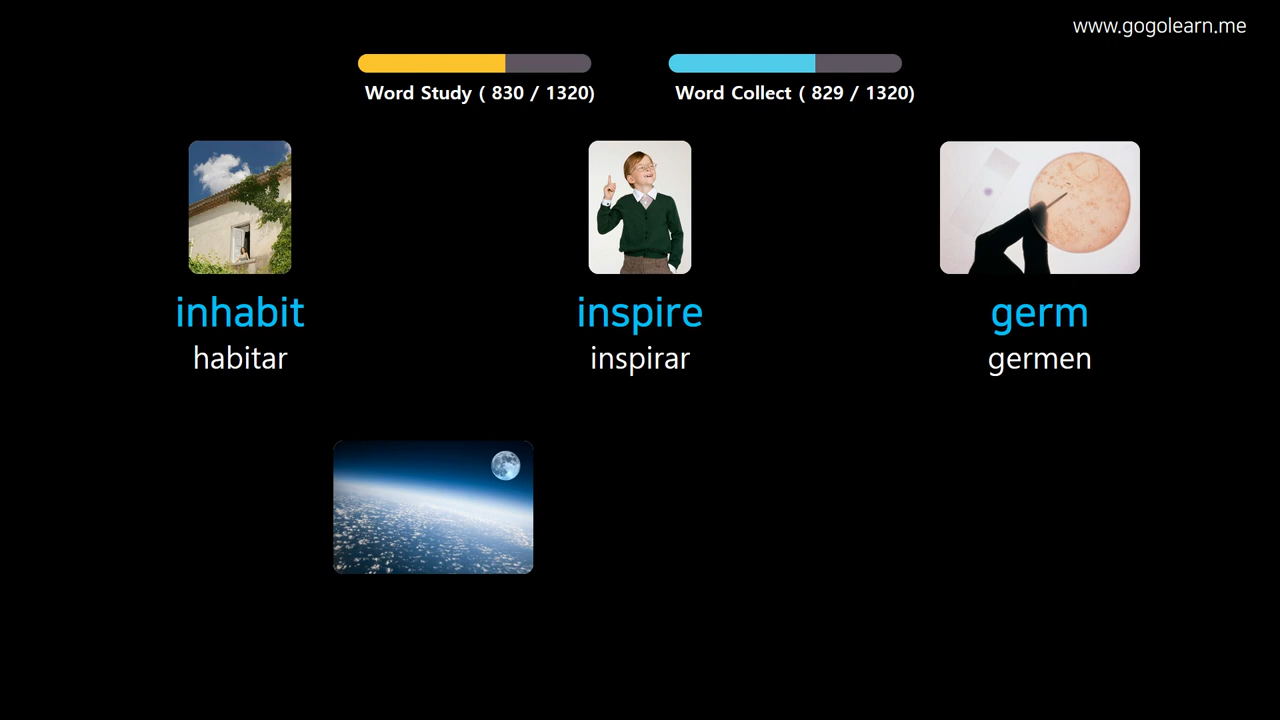 www.gogolearn.me
Word Study ( 830 / 1320)
Word Collect ( 829 / 1320)
inhabit
habitar
inspire
inspirar
germ
germen